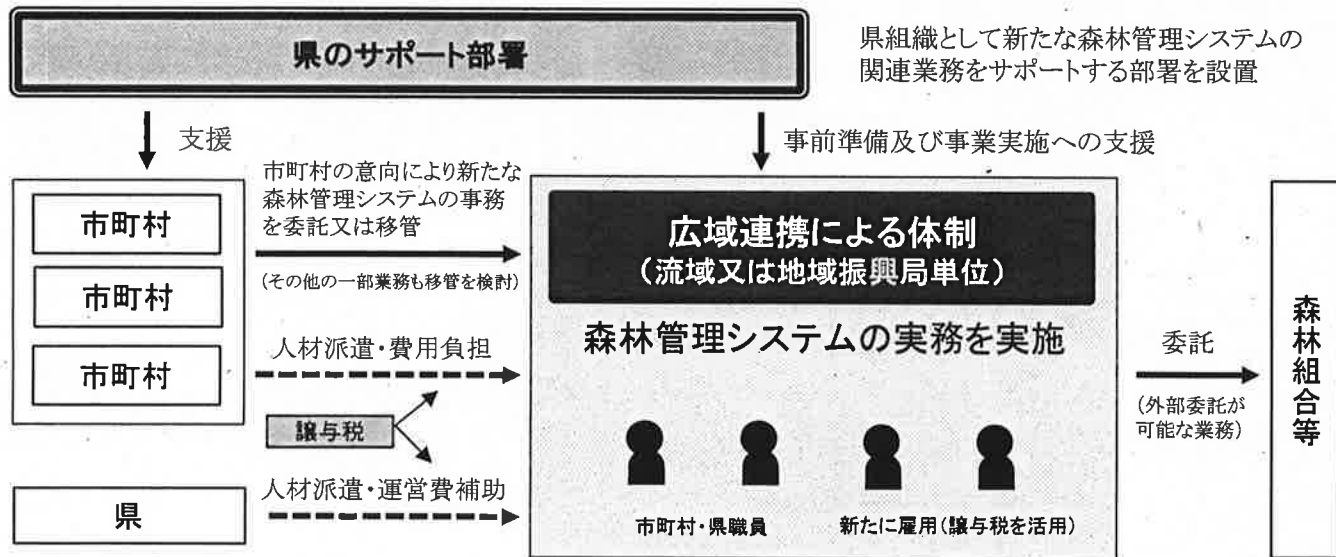 県のサポート部署
県組織として新たな森林管理システムの
関連業務をサポートする部署を設置
支援
事前準備及び事業実施への支援
市町村
市町村
市町村
市町村の意向により新たな
森林管理システムの事務
を委託又は移管
(その他の一部業務も移管を検討)
人材派遣・費用負担
譲与税
人材派遣・運営費補助
県
広域連携による体制
(流域又は地域振興局単位)
森林管理システムの実務を実施
市町村・県職員
新たに雇用(譲与税を活用)
委託
(外部委託が
可能な業務)
森林組合等